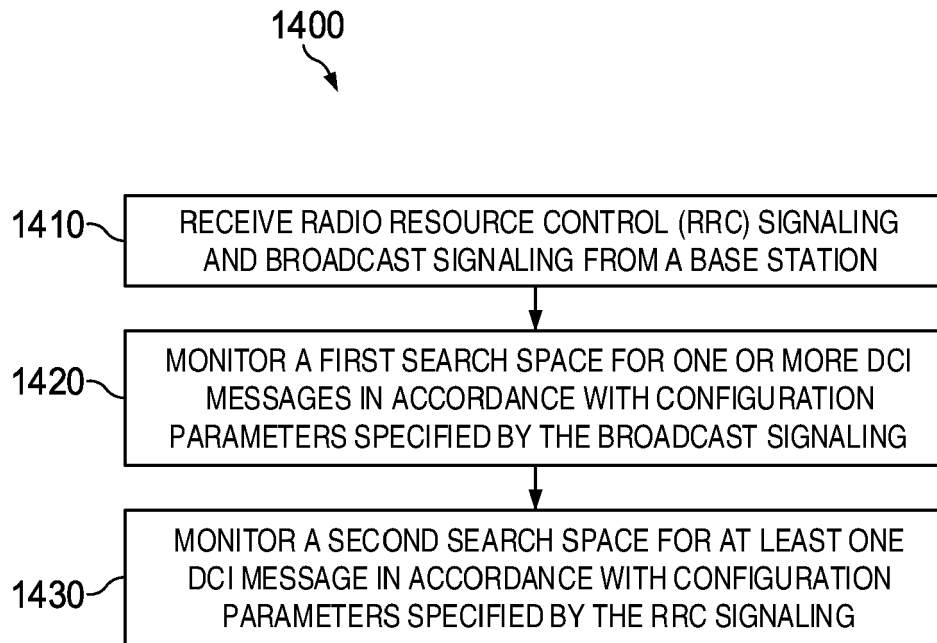 1400
1410
RECEIVE RADIO RESOURCE CONTROL (RRC) SIGNALING
AND BROADCAST SIGNALING FROM A BASE STATION
1420
MONITOR A FIRST SEARCH SPACE FOR ONE OR MORE DCI
MESSAGES IN ACCORDANCE WITH CONFIGURATION
PARAMETERS SPECIFIED BY THE BROADCAST SIGNALING
1430
MONITOR A SECOND SEARCH SPACE FOR AT LEAST ONE
DCI MESSAGE IN ACCORDANCE WITH CONFIGURATION
PARAMETERS SPECIFIED BY THE RRC SIGNALING